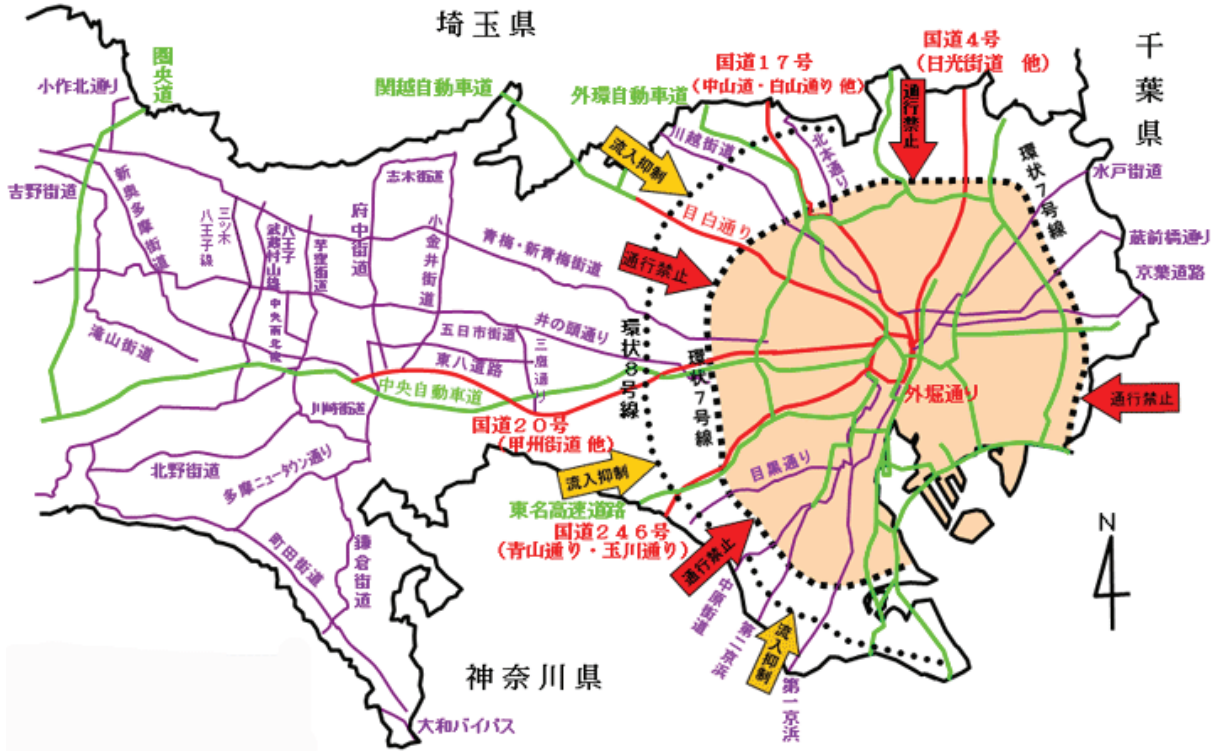 埼玉県
千葉県
国道4号
(日光街道 他)
国道17号
(中山道・白山通り 他)
圏央道
小作北通り
関越自動車道
外環自動車道
通行禁止
流入抑制
川越街道
北本通り
環状7号線
水戸街道
吉野街道
新奥多摩街道
三ツ木八王子線
八王子武蔵村山線
芋窪街道
府中街道
志木街道
小金井街道
青梅・新青梅街道
目白通り
通行禁止
蔵前橋通り
京葉道路
滝山街道
中央南北線
五日市街道
井の頭通り
三鷹通り
東八道路
環状8号線
環状7号線
中央自動車道
川崎街道
外堀通り
通行禁止
国道20号
(甲州街道 他)
北野街道
多摩ニュータウン通り
流入抑制
目黒通り
東名高速道路
国道246号
(青山通り・玉川通り)
通行禁止
町田街道
鎌倉街道
中原街道
第二京浜
流入抑制
第一京浜
神奈川県
大和バイパス
N